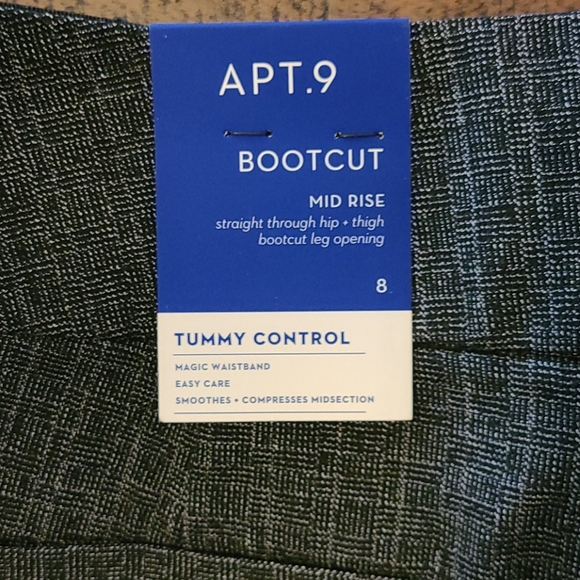 APT.9
BOOTCUT
MID RISE
straight through hip + thigh
bootcut leg opening
8
TUMMY CONTROL
MAGIC WAISTBAND
EASY CARE
SMOOTHES + COMPRESSES MIDSECTION